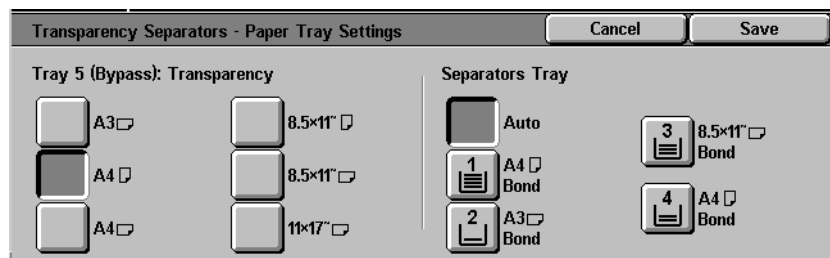 Transparency Separators - Paper Tray Settings
Cancel
Save
Tray 5 (Bypass): Transparency
A3
A4
A4
8.5×11"
8.5×11"
11×17"
Separators Tray
Auto
1
A4
Bond
2
A3
Bond
3
8.5×11"
Bond
4
A4
Bond